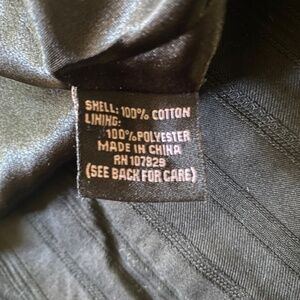 SHELL: 100% COTTON
LINING:
100% POLYESTER
MADE IN CHINA
RN 107829
(SEE BACK FOR CARE)